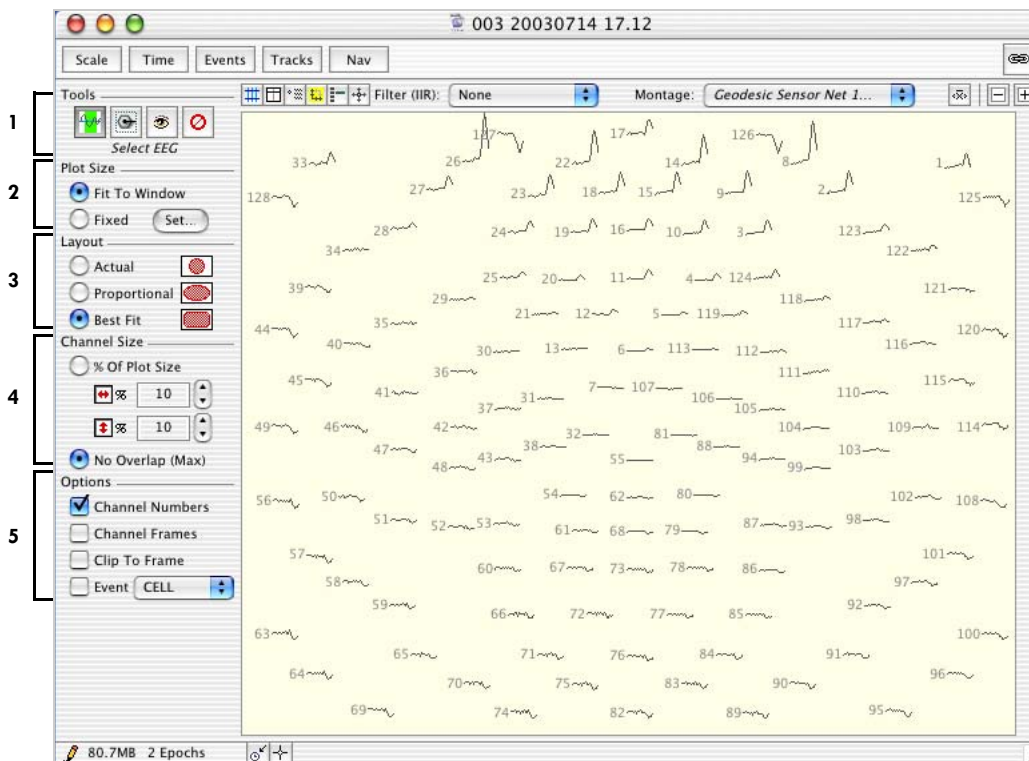 003 20030714 17.12
Scale Time Events Tracks Nav
Tools
Filter (IIR): None Montage: Geodesic Sensor Net 1...
1
Select EEG
Plot Size
2
Fit To Window
Fixed Set...
Layout
3
Actual
Proportional
Best Fit
Channel Size
4
% Of Plot Size
% 10
% 10
No Overlap (Max)
Options
5
Channel Numbers
Channel Frames
Clip To Frame
Event CELL
127 17 126
33 26 22 14 8 1
128 27 23 18 15 9 2 125
28 24 19 16 10 3 123
34 122
39 25 20 11 4 124 121
29 118
44 35 21 12 5 119 117 120
40 30 13 6 113 112 116
45 36 111 115
41 31 7 107 106 110
37 105
49 46 42 32 81 104 109 114
47 43 38 55 88 94 103
48 99
56 50 54 62 80 102 108
51 52 53 61 68 79 87 93 98
57 101
58 60 67 73 78 86 97
59 66 72 77 85 92
63 100
65 71 76 84 91
64 70 75 83 90 96
69 74 82 89 95
80.7MB 2 Epochs